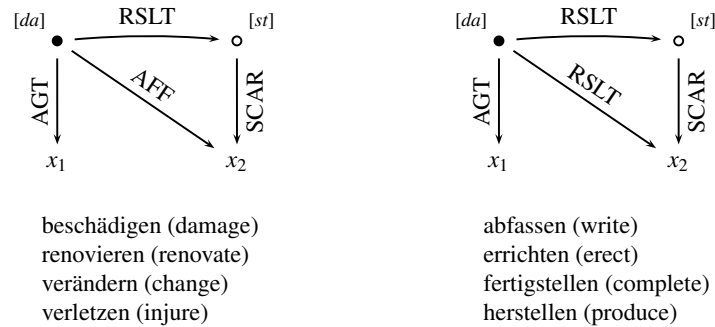 [da] RSLT [st]
AGT AFF SCAR
x1 x2
beschädigen (damage)
renovieren (renovate)
verändern (change)
verletzen (injure)
[da] RSLT [st]
AGT RSLT SCAR
x1 x2
abfassen (write)
errichten (erect)
fertigstellen (complete)
herstellen (produce)